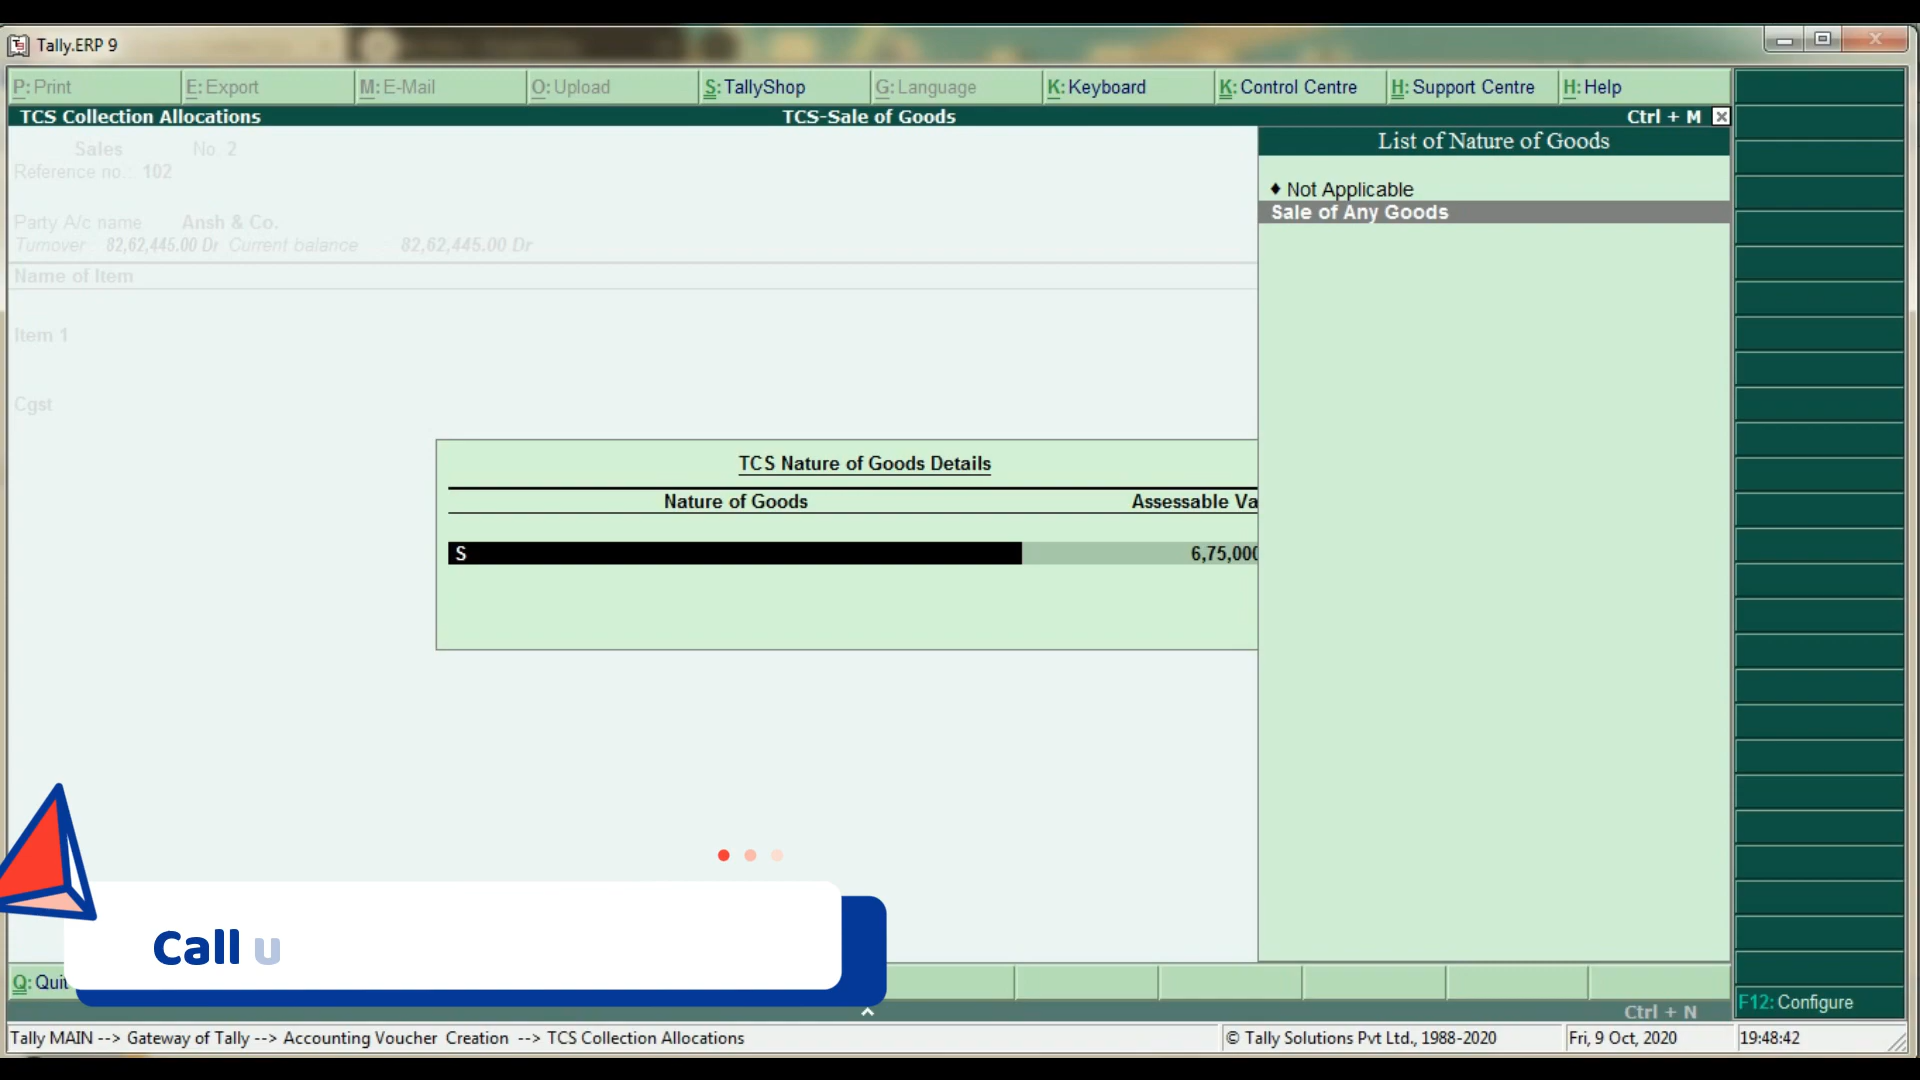 Tally.ERP 9
P: Print E: Export M: E-Mail O: Upload S: TallyShop G: Language K: Keyboard K: Control Centre H: Support Centre H: Help
TCS Collection Allocations TCS-Sale of Goods Ctrl + M
List of Nature of Goods
Sales No. 2
Reference no.: 102
♦ Not Applicable
Sale of Any Goods
Party A/c name Ansh & Co.
Turnover: 82,62,445.00 Dr Current balance : 82,62,445.00 Dr
Name of Item
Item 1
Cgst
TCS Nature of Goods Details
Nature of Goods Assessable Va
S 6,75,000
Call u
Q: Quit
Ctrl + N
F12: Configure
Tally MAIN --> Gateway of Tally --> Accounting Voucher Creation --> TCS Collection Allocations © Tally Solutions Pvt Ltd., 1988-2020 Fri, 9 Oct, 2020 19:48:42